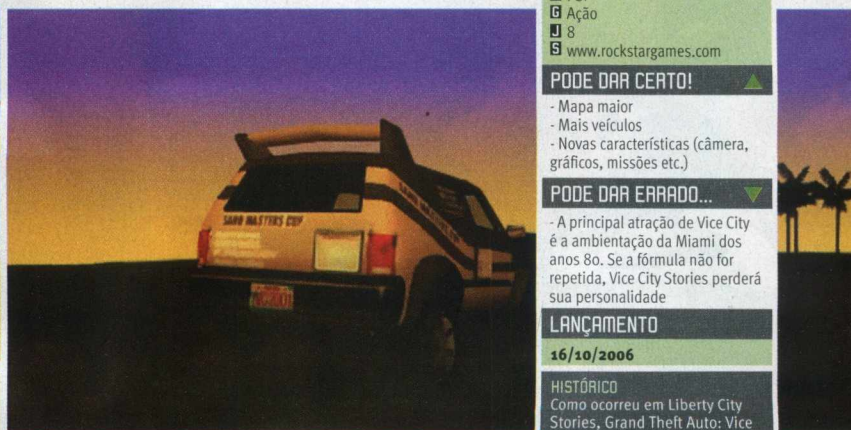 G Ação
J 8
S www.rockstargames.com
PODE DAR CERTO!
- Mapa maior
- Mais veículos
- Novas características (câmera,
gráficos, missões etc.)
PODE DAR ERRADO...
- A principal atração de Vice City
é a ambientação da Miami dos
anos 80. Se a fórmula não for
repetida, Vice City Stories perderá
sua personalidade
LANÇAMENTO
16/10/2006
HISTÓRICO
Como ocorreu em Liberty City
Stories, Grand Theft Auto: Vice
MASTERS CUP